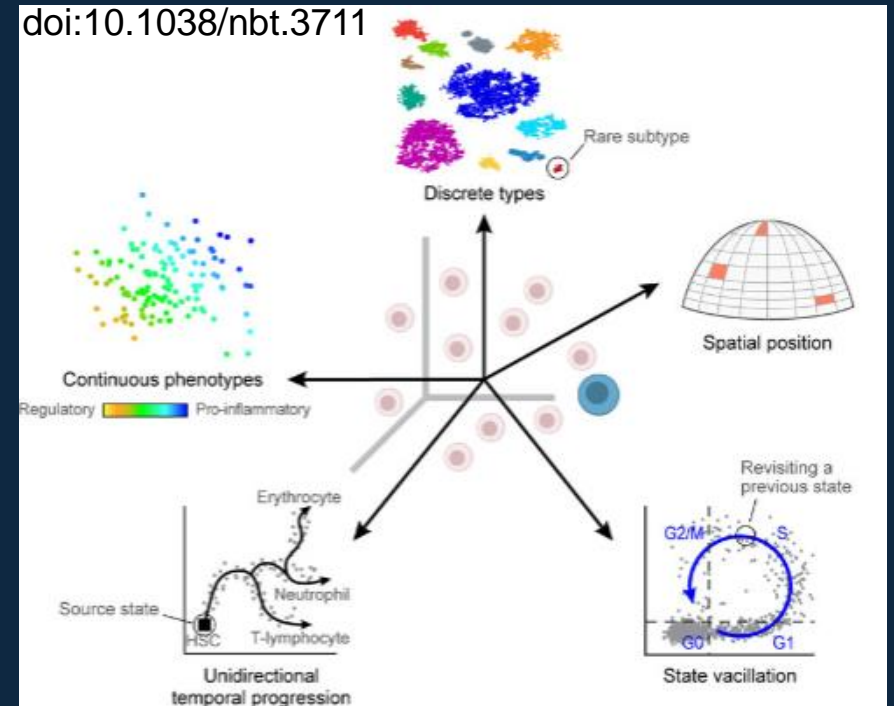 doi:10.1038/nbt.3711
Rare subtype
Discrete types
Spatial position
Continuous phenotypes
Regulatory
Pro-inflammatory
Revisiting a
previous state
G2/M
S
G0
G1
State vacillation
Erythrocyte
Neutrophil
Source state
HSC
T-lymphocyte
Unidirectional
temporal progression